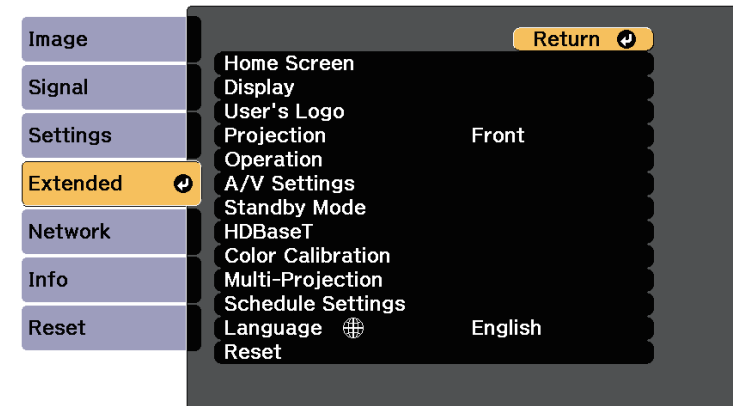 Image
Signal
Settings
Extended
Network
Info
Reset
Return
Home Screen
Display
User's Logo
Projection Front
Operation
A/V Settings
Standby Mode
HDBaseT
Color Calibration
Multi-Projection
Schedule Settings
Language English
Reset